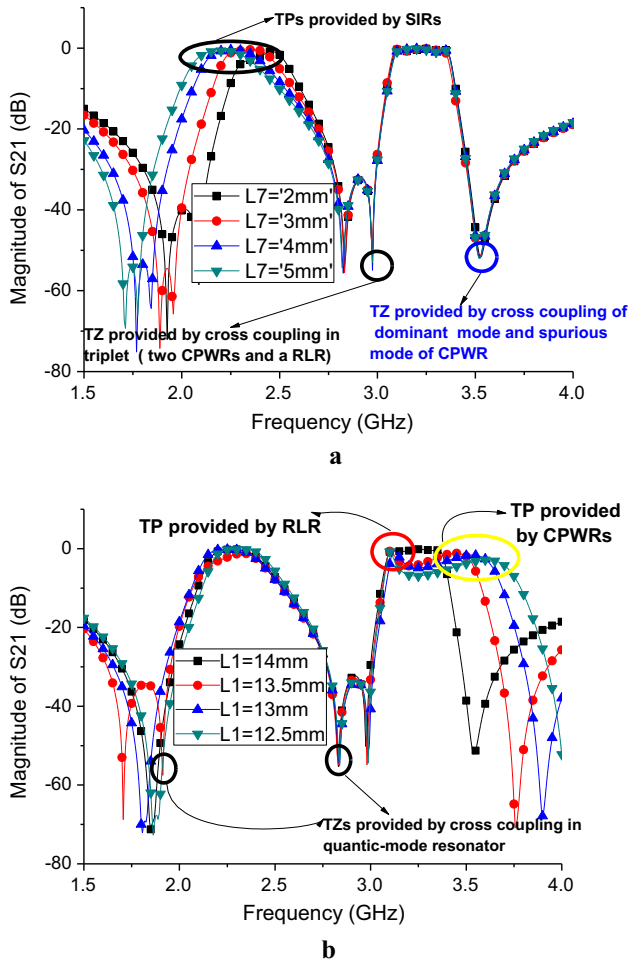 TPs provided by SIRs
0
-20
-40
-60
-80
Magnitude of S21 (dB)
L7='2mm'
L7='3mm'
L7='4mm'
L7='5mm'
TZ provided by cross coupling in
triplet ( two CPWRs and a RLR)
TZ provided by cross coupling of
dominant mode and spurious
mode of CPWR
1.5 2.0 2.5 3.0 3.5 4.0
Frequency (GHz)
a
TP provided by RLR
TP provided
by CPWRs
0
-20
-40
-60
-80
Magnitude of S21 (dB)
L1=14mm
L1=13.5mm
L1=13mm
L1=12.5mm
TZs provided by cross coupling in
quantic-mode resonator
1.5 2.0 2.5 3.0 3.5 4.0
Frequency (GHz)
b